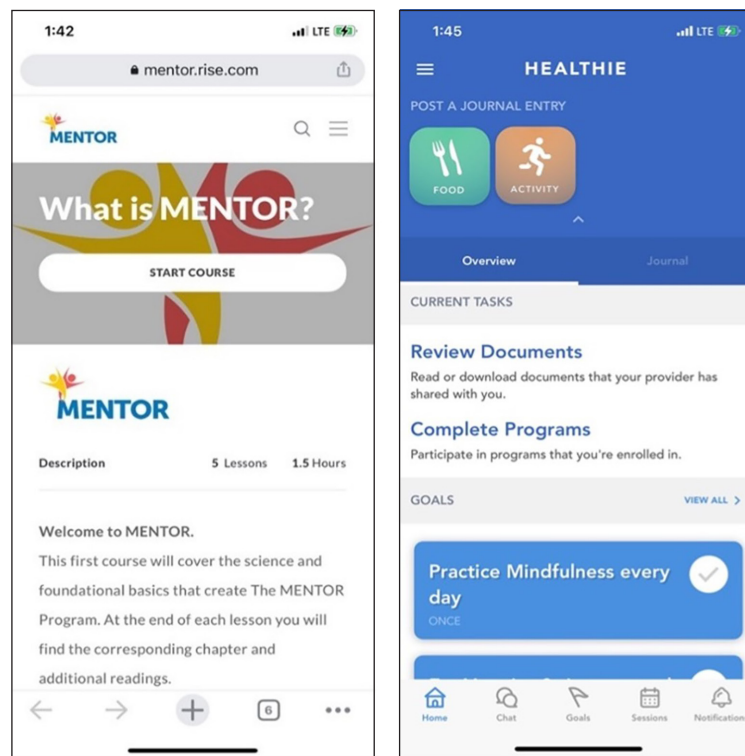 1:42
LTE
mentor.rise.com
MENTOR
What is MENTOR?
START COURSE
MENTOR
Description 5 Lessons 1.5 Hours
Welcome to MENTOR.
This first course will cover the science and
foundational basics that create The MENTOR
Program. At the end of each lesson you will
find the corresponding chapter and
additional readings.
6
1:45
LTE
HEALTHIE
POST A JOURNAL ENTRY
FOOD
ACTIVITY
Overview Journal
CURRENT TASKS
Review Documents
Read or download documents that your provider has
shared with you.
Complete Programs
Participate in programs that you're enrolled in.
GOALS VIEW ALL
Practice Mindfulness every
day
ONCE
Home Chat Goals Sessions Notification